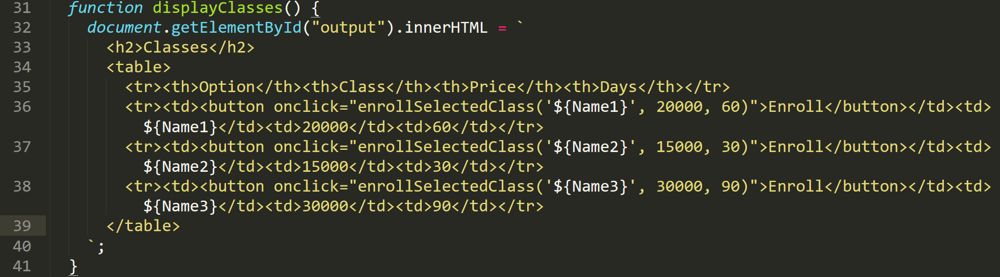 31 function displayClasses() {
32 document.getElementById("output").innerHTML = `
33 <h2>Classes</h2>
34 <table>
35 <tr><th>Option</th><th>Class</th><th>Price</th><th>Days</th></tr>
36 <tr><td><button onclick="enrollSelectedClass('${Name1}', 20000, 60)">Enroll</button></td><td>
${Name1}</td><td>20000</td><td>60</td></tr>
37 <tr><td><button onclick="enrollSelectedClass('${Name2}', 15000, 30)">Enroll</button></td><td>
${Name2}</td><td>15000</td><td>30</td></tr>
38 <tr><td><button onclick="enrollSelectedClass('${Name3}', 30000, 90)">Enroll</button></td><td>
${Name3}</td><td>30000</td><td>90</td></tr>
39 </table>
40 `;
41 }